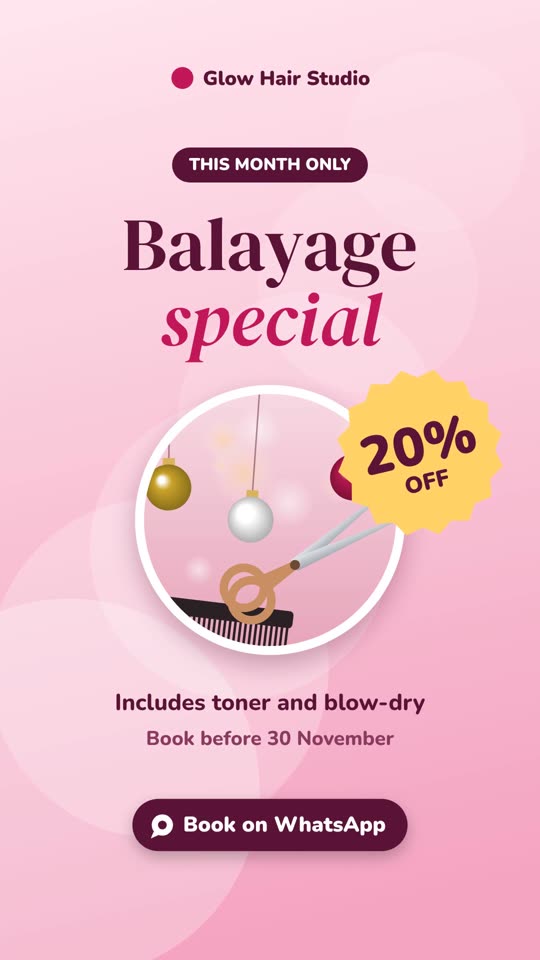 Glow Hair Studio
THIS MONTH ONLY
Balayage
special
20%
OFF
Includes toner and blow-dry
Book before 30 November
Book on WhatsApp